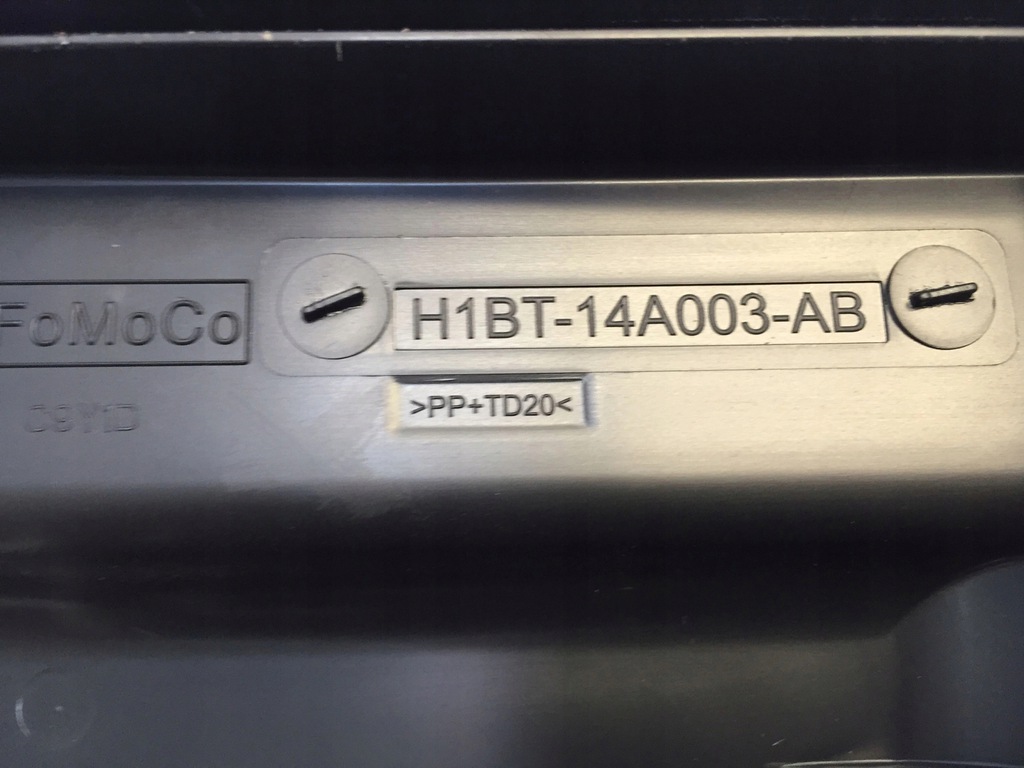 FoMoCo
H1BT-14A003-AB
>PP+TD20<